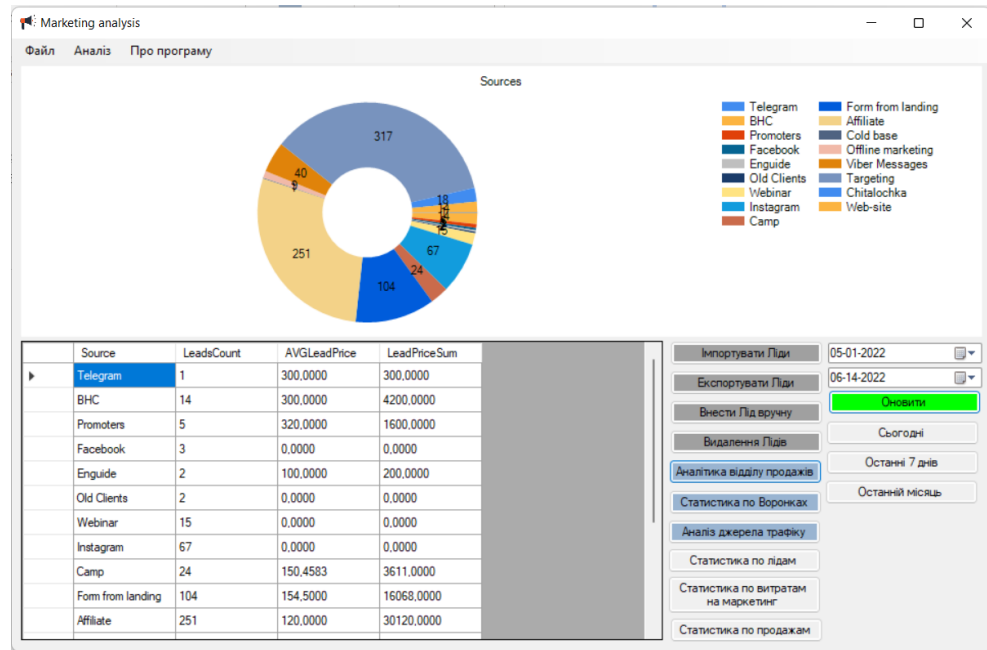 Marketing analysis
Файл Аналіз Про програму
Sources
317
40
9
251
104
24
67
15
18
14
Telegram
BHC
Promoters
Facebook
Enguide
Old Clients
Webinar
Instagram
Camp
Form from landing
Affiliate
Cold base
Offline marketing
Viber Messages
Targeting
Chitalochka
Web-site
Source LeadsCount AVGLeadPrice LeadPriceSum
Telegram 1 300,0000 300,0000
BHC 14 300,0000 4200,0000
Promoters 5 320,0000 1600,0000
Facebook 3 0,0000 0,0000
Enguide 2 100,0000 200,0000
Old Clients 2 0,0000 0,0000
Webinar 15 0,0000 0,0000
Instagram 67 0,0000 0,0000
Camp 24 150,4583 3611,0000
Form from landing 104 154,5000 16068,0000
Affiliate 251 120,0000 30120,0000
Імпортувати Ліди
Експортувати Ліди
Внести Лід вручну
Видалення Лідів
Аналітика відділу продажів
Статистика по Воронках
Аналіз джерела трафіку
Статистика по лідам
Статистика по витратам
на маркетинг
Статистика по продажам
05-01-2022
06-14-2022
Оновити
Сьогодні
Останні 7 днів
Останній місяць